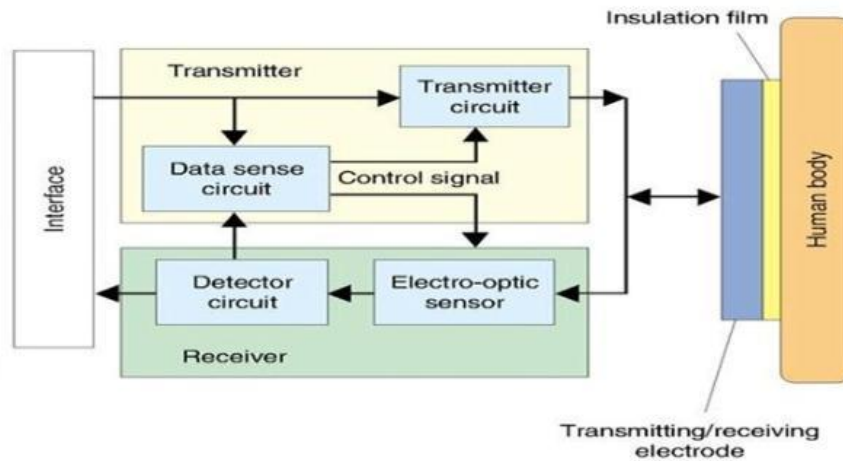 Insulation film
Transmitter
Transmitter
circuit
Data sense
circuit
Control signal
Interface
Human body
Detector
circuit
Electro-optic
sensor
Receiver
Transmitting/receiving
electrode